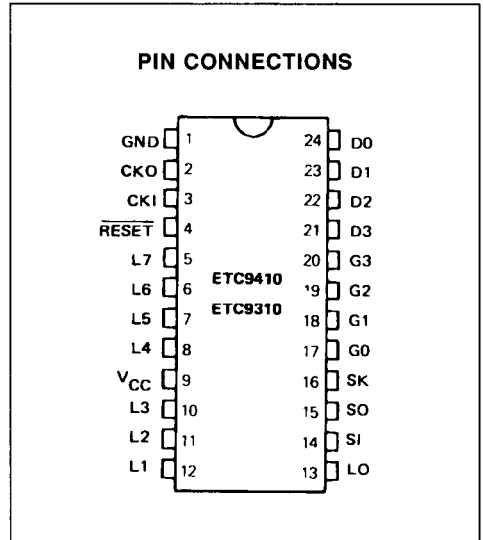 PIN CONNECTIONS
GND 1 24 D0
CKO 2 23 D1
CKI 3 22 D2
RESET 4 21 D3
L7 5 20 G3
ETC9410
L6 6 19 G2
ETC9310
L5 7 18 G1
L4 8 17 G0
VCC 9 16 SK
L3 10 15 SO
L2 11 14 SI
L1 12 13 LO